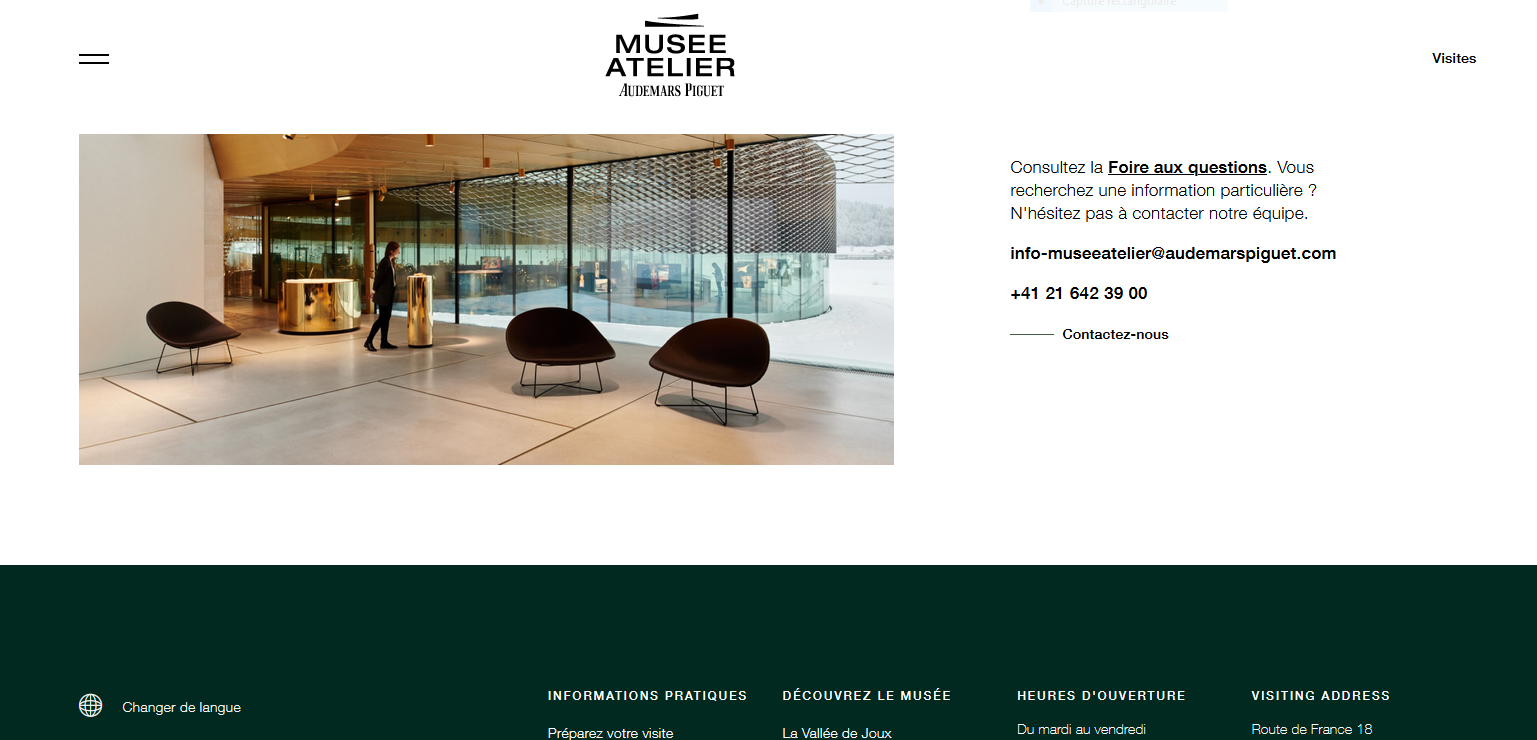 Capture rectangulaire
MUSEE
ATELIER
AUDEMARS PIGUET
Visites
Consultez la Foire aux questions. Vous
recherchez une information particulière ?
N'hésitez pas à contacter notre équipe.
info-museeatelier@audemarspiguet.com
+41 21 642 39 00
Contactez-nous
Changer de langue
INFORMATIONS PRATIQUES
Préparez votre visite
DÉCOUVREZ LE MUSÉE
La Vallée de Joux
HEURES D'OUVERTURE
Du mardi au vendredi
VISITING ADDRESS
Route de France 18